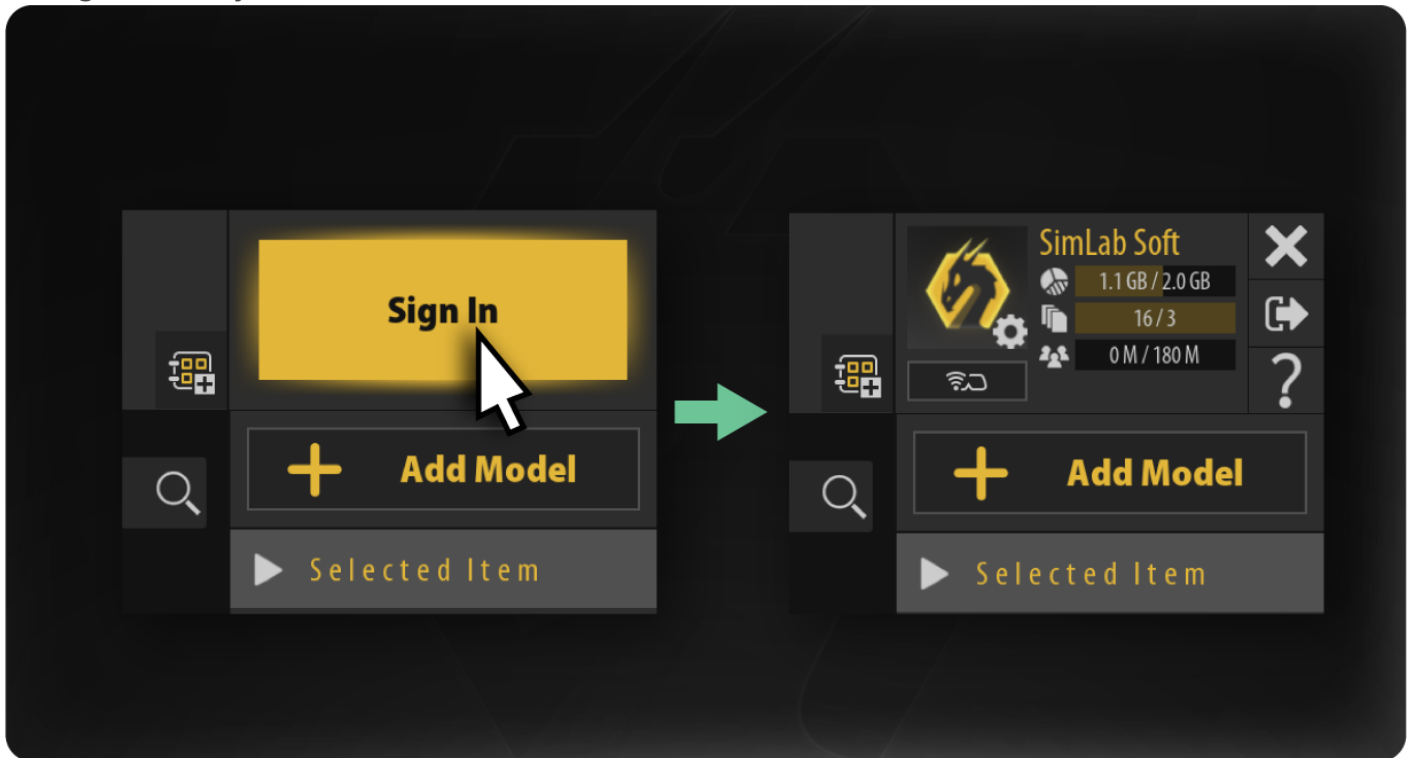 Sign In
Add Model
Selected Item
SimLab Soft
1.1 GB / 2.0 GB
16 / 3
0 M / 180 M
?
Add Model
Selected Item